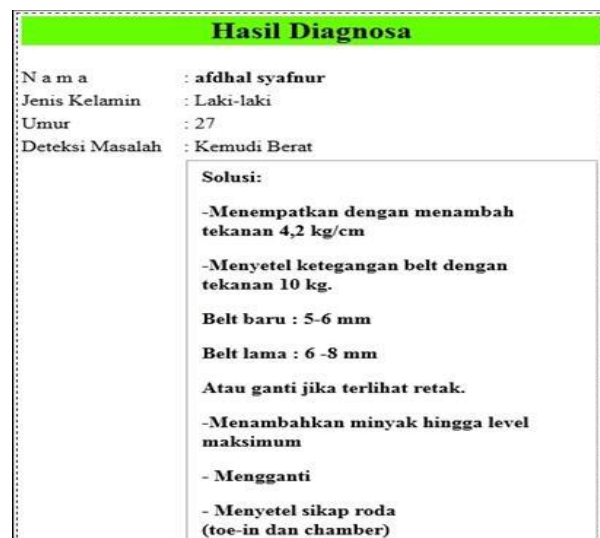 Hasil Diagnosa
N a m a : afdhal syafnur
Jenis Kelamin : Laki-laki
Umur : 27
Deteksi Masalah : Kemudi Berat
Solusi:
-Menempatkan dengan menambah
tekanan 4,2 kg/cm
-Menyetel ketegangan belt dengan
tekanan 10 kg.
Belt baru : 5-6 mm
Belt lama : 6 -8 mm
Atau ganti jika terlihat retak.
-Menambahkan minyak hingga level
maksimum
- Mengganti
- Menyetel sikap roda
(toe-in dan chamber)